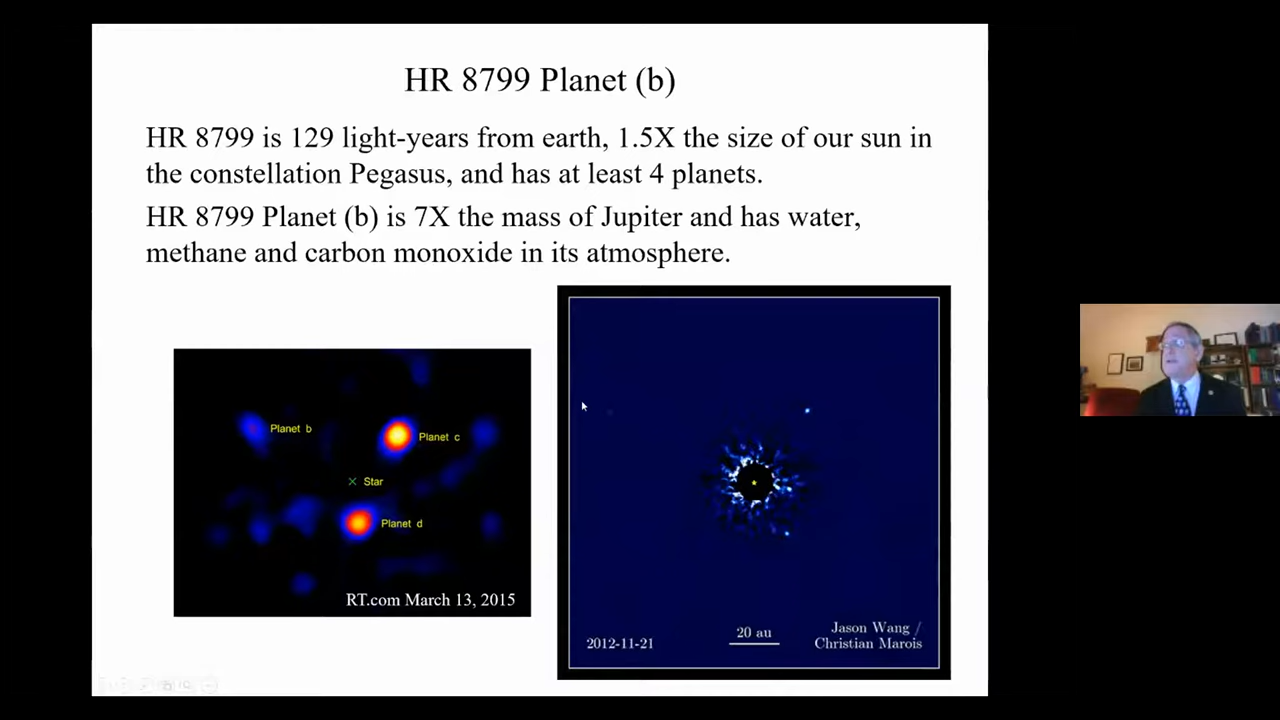 HR 8799 Planet (b)
HR 8799 is 129 light-years from earth, 1.5X the size of our sun in
the constellation Pegasus, and has at least 4 planets.
HR 8799 Planet (b) is 7X the mass of Jupiter and has water,
methane and carbon monoxide in its atmosphere.
Planet b
Planet c
Star
Planet d
RT.com March 13, 2015
2012-11-21
20 au
Jason Wang /
Christian Marois